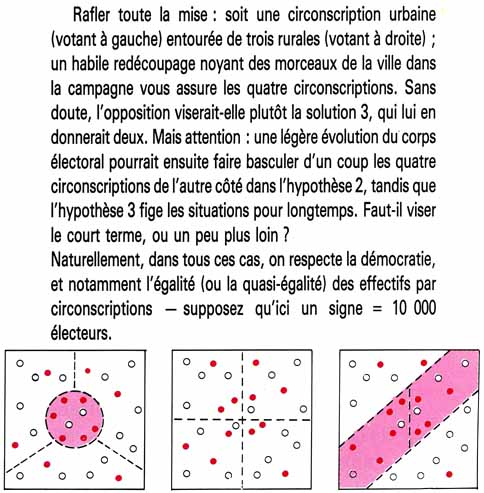 Rafler toute la mise : soit une circonscription urbaine
(votant à gauche) entourée de trois rurales (votant à droite) ;
un habile redécoupage noyant des morceaux de la ville dans
la campagne vous assure les quatre circonscriptions. Sans
doute, l'opposition viserait-elle plutôt la solution 3, qui lui en
donnerait deux. Mais attention : une légère évolution du corps
électoral pourrait ensuite faire basculer d'un coup les quatre
circonscriptions de l'autre côté dans l'hypothèse 2, tandis que
l'hypothèse 3 fige les situations pour longtemps. Faut-il viser
le court terme, ou un peu plus loin ?
Naturellement, dans tous ces cas, on respecte la démocratie,
et notamment l'égalité (ou la quasi-égalité) des effectifs par
circonscriptions — supposez qu'ici un signe = 10 000
électeurs.